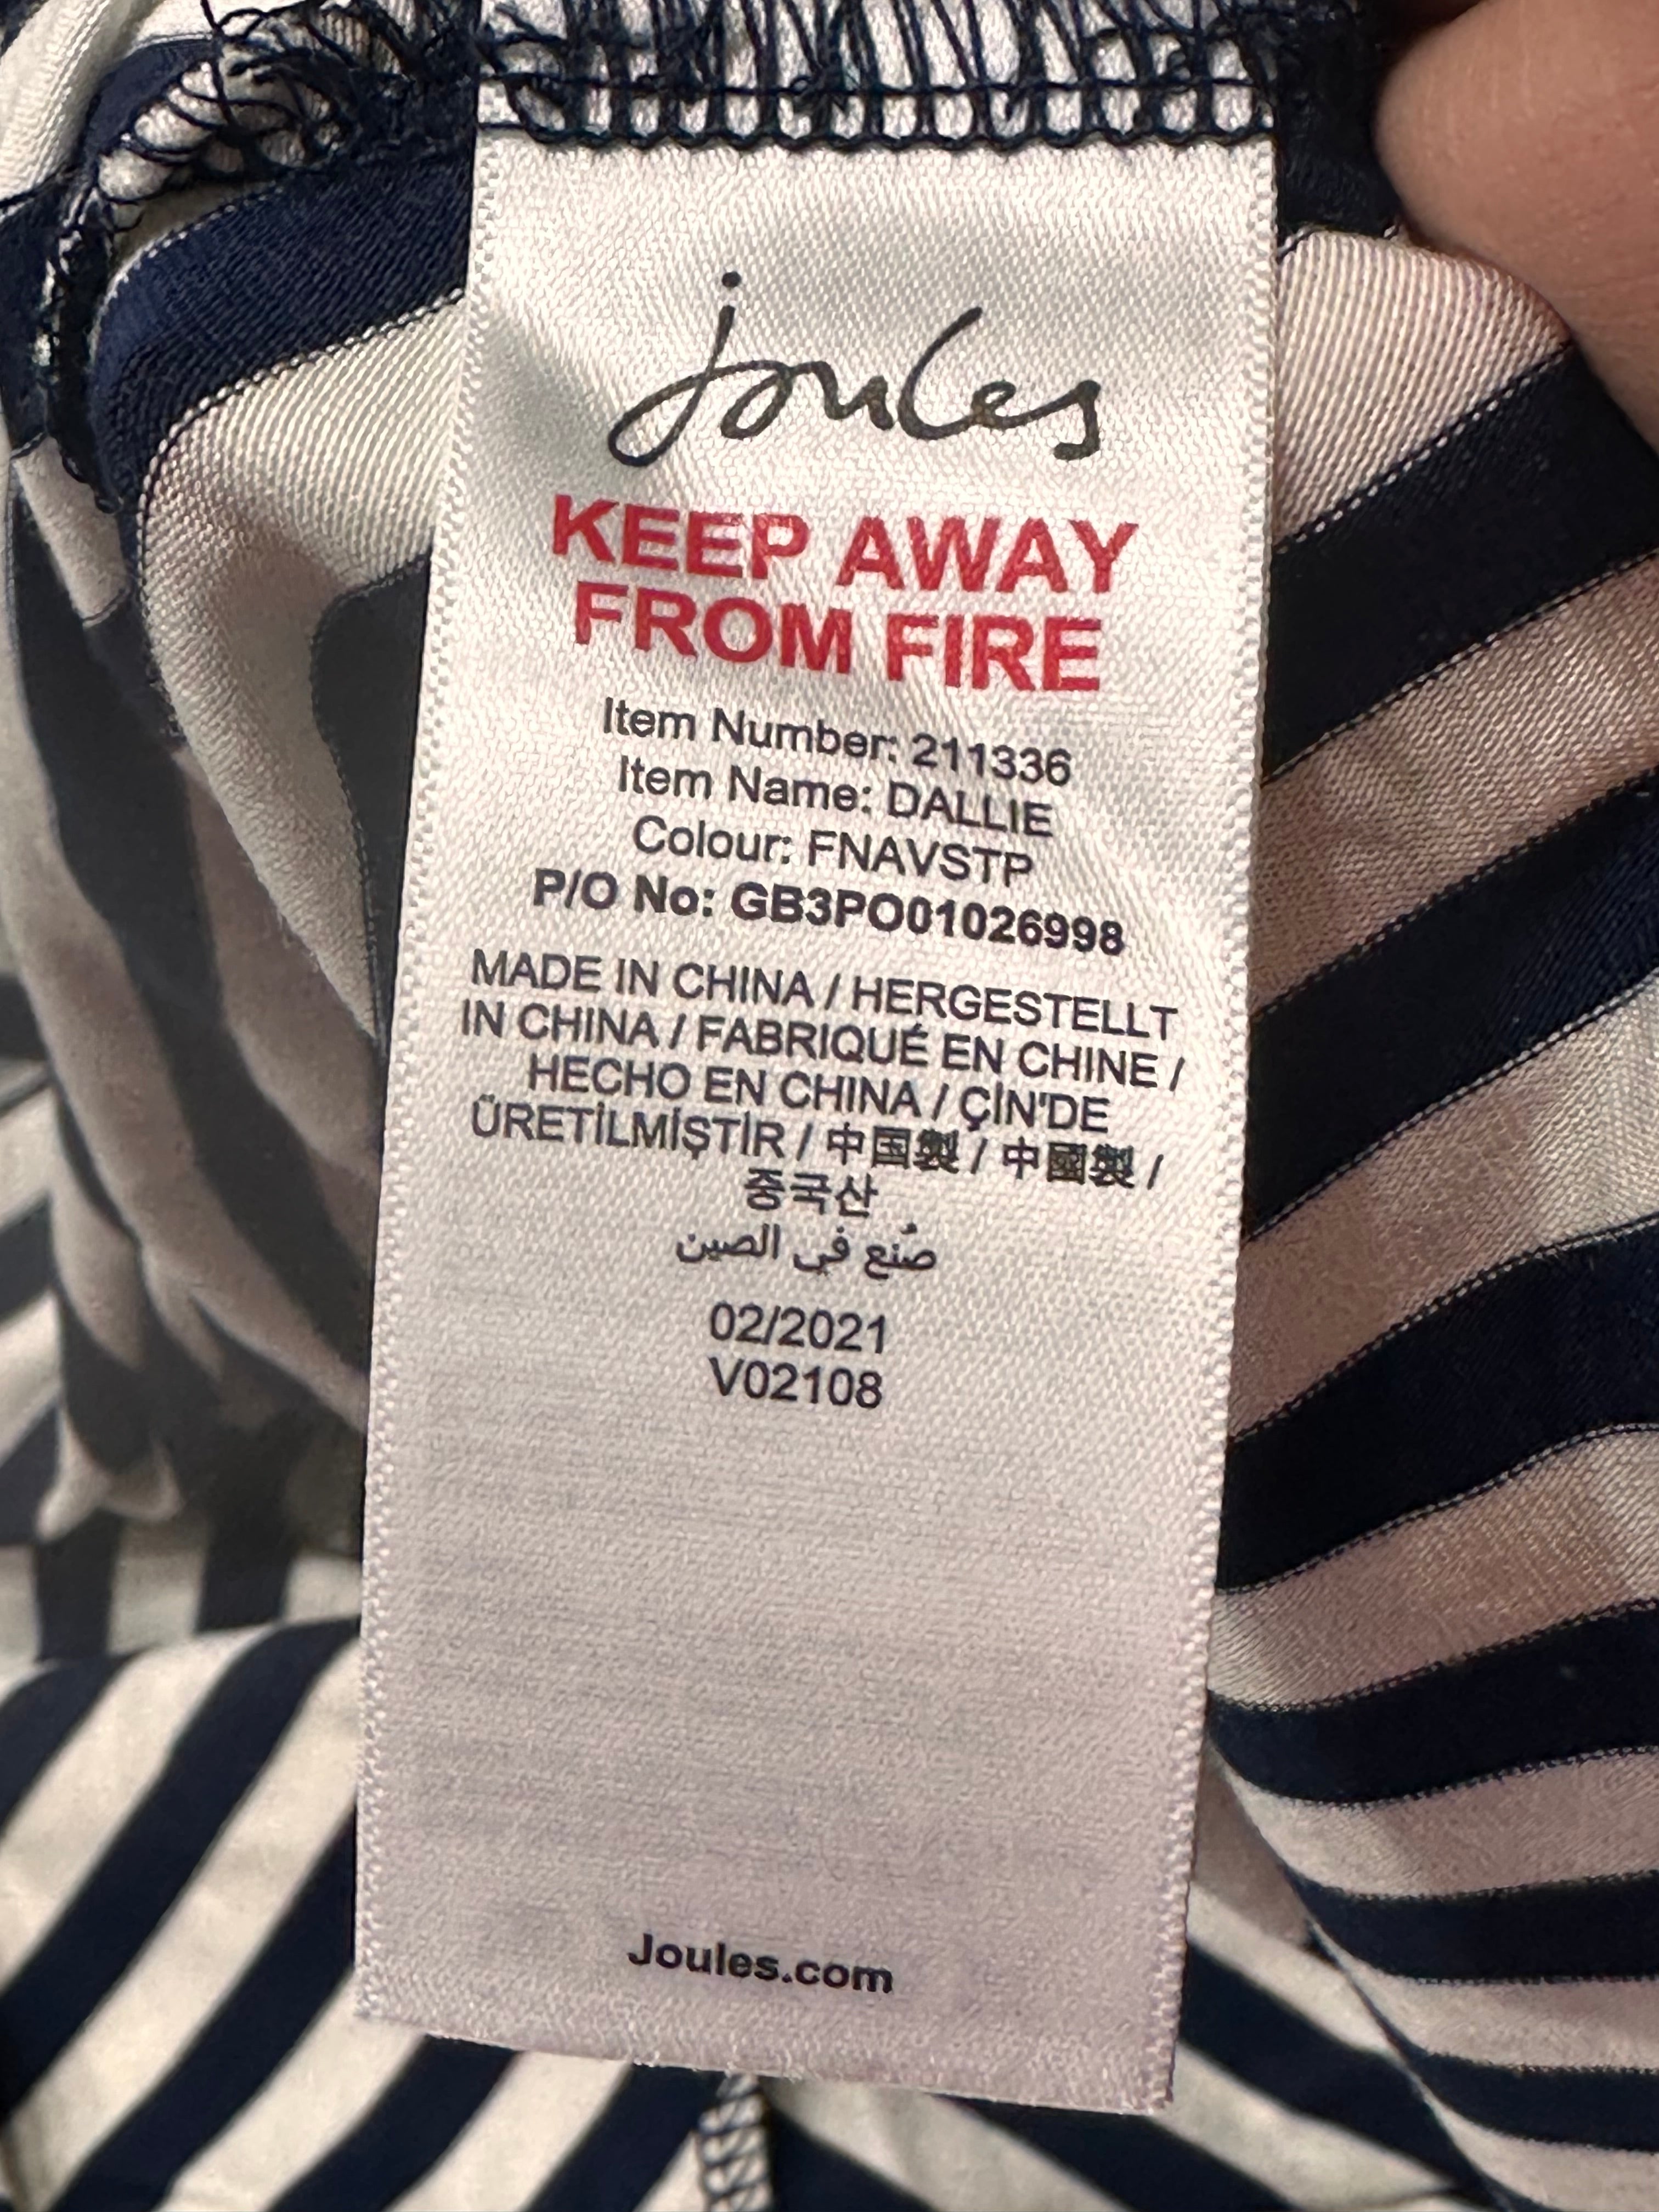 joules
KEEP AWAY
FROM FIRE
Item Number: 211336
Item Name: DALLIE
Colour: FNAVSTP
P/O No: GB3PO01026998
MADE IN CHINA / HERGESTELLT
IN CHINA / FABRIQUÉ EN CHINE /
HECHO EN CHINA / ÇİN'DE
ÜRETİLMİŞTİR / 中国製 / 中國製 /
중국산
صُنع في الصين
02/2021
V02108
Joules.com